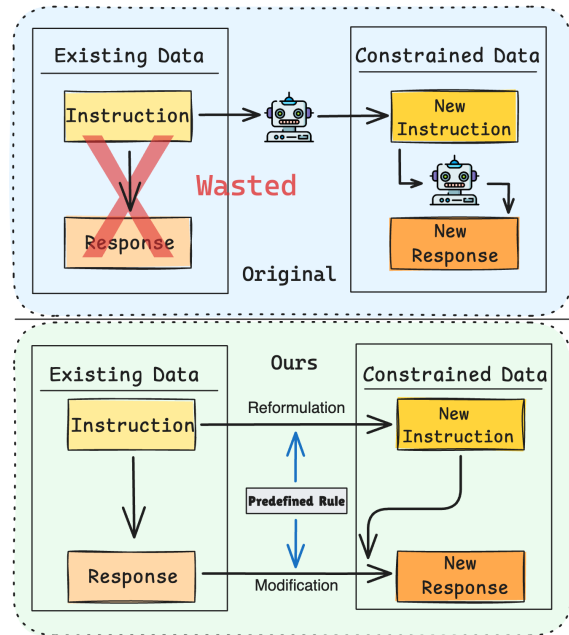 Existing Data
Constrained Data
Instruction
New
Instruction
Wasted
Response
New
Response
Original
Ours
Existing Data
Constrained Data
Reformulation
Instruction
New
Instruction
Predefined Rule
Response
New
Response
Modification